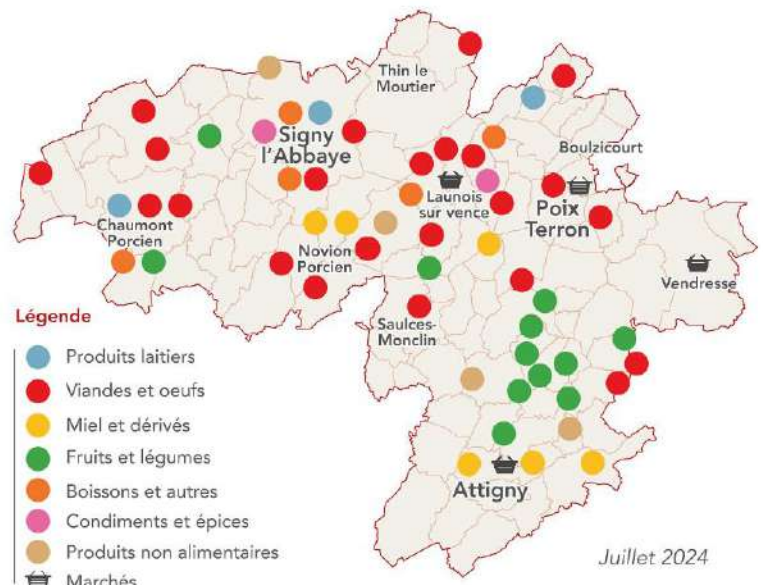 Thin le
Moutier
Signy
l'Abbaye
Boulzicourt
Launois
sur vence
Poix
Terron
Chaumont
Porcien
Novion
Porcien
Vendresse
Saulces-
Monclin
Attigny
Légende
Produits laitiers
Viandes et oeufs
Miel et dérivés
Fruits et légumes
Boissons et autres
Condiments et épices
Produits non alimentaires
Marchés
Juillet 2024